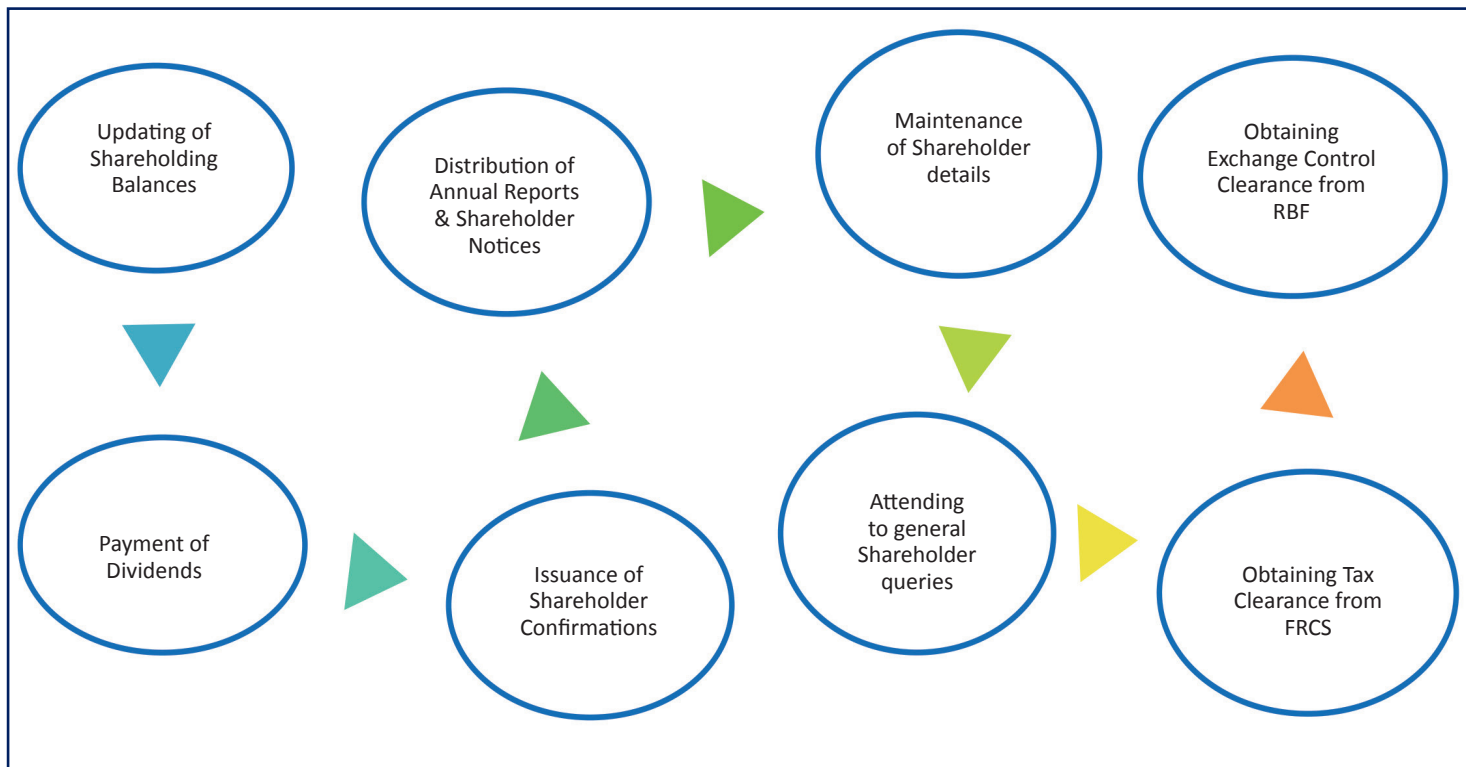 Updating of
Shareholding
Balances
Payment of
Dividends
Issuance of
Shareholder
Confirmations
Distribution of
Annual Reports
& Shareholder
Notices
Maintenance
of Shareholder
details
Attending
to general
Shareholder
queries
Obtaining Tax
Clearance from
FRCS
Obtaining
Exchange Control
Clearance from
RBF